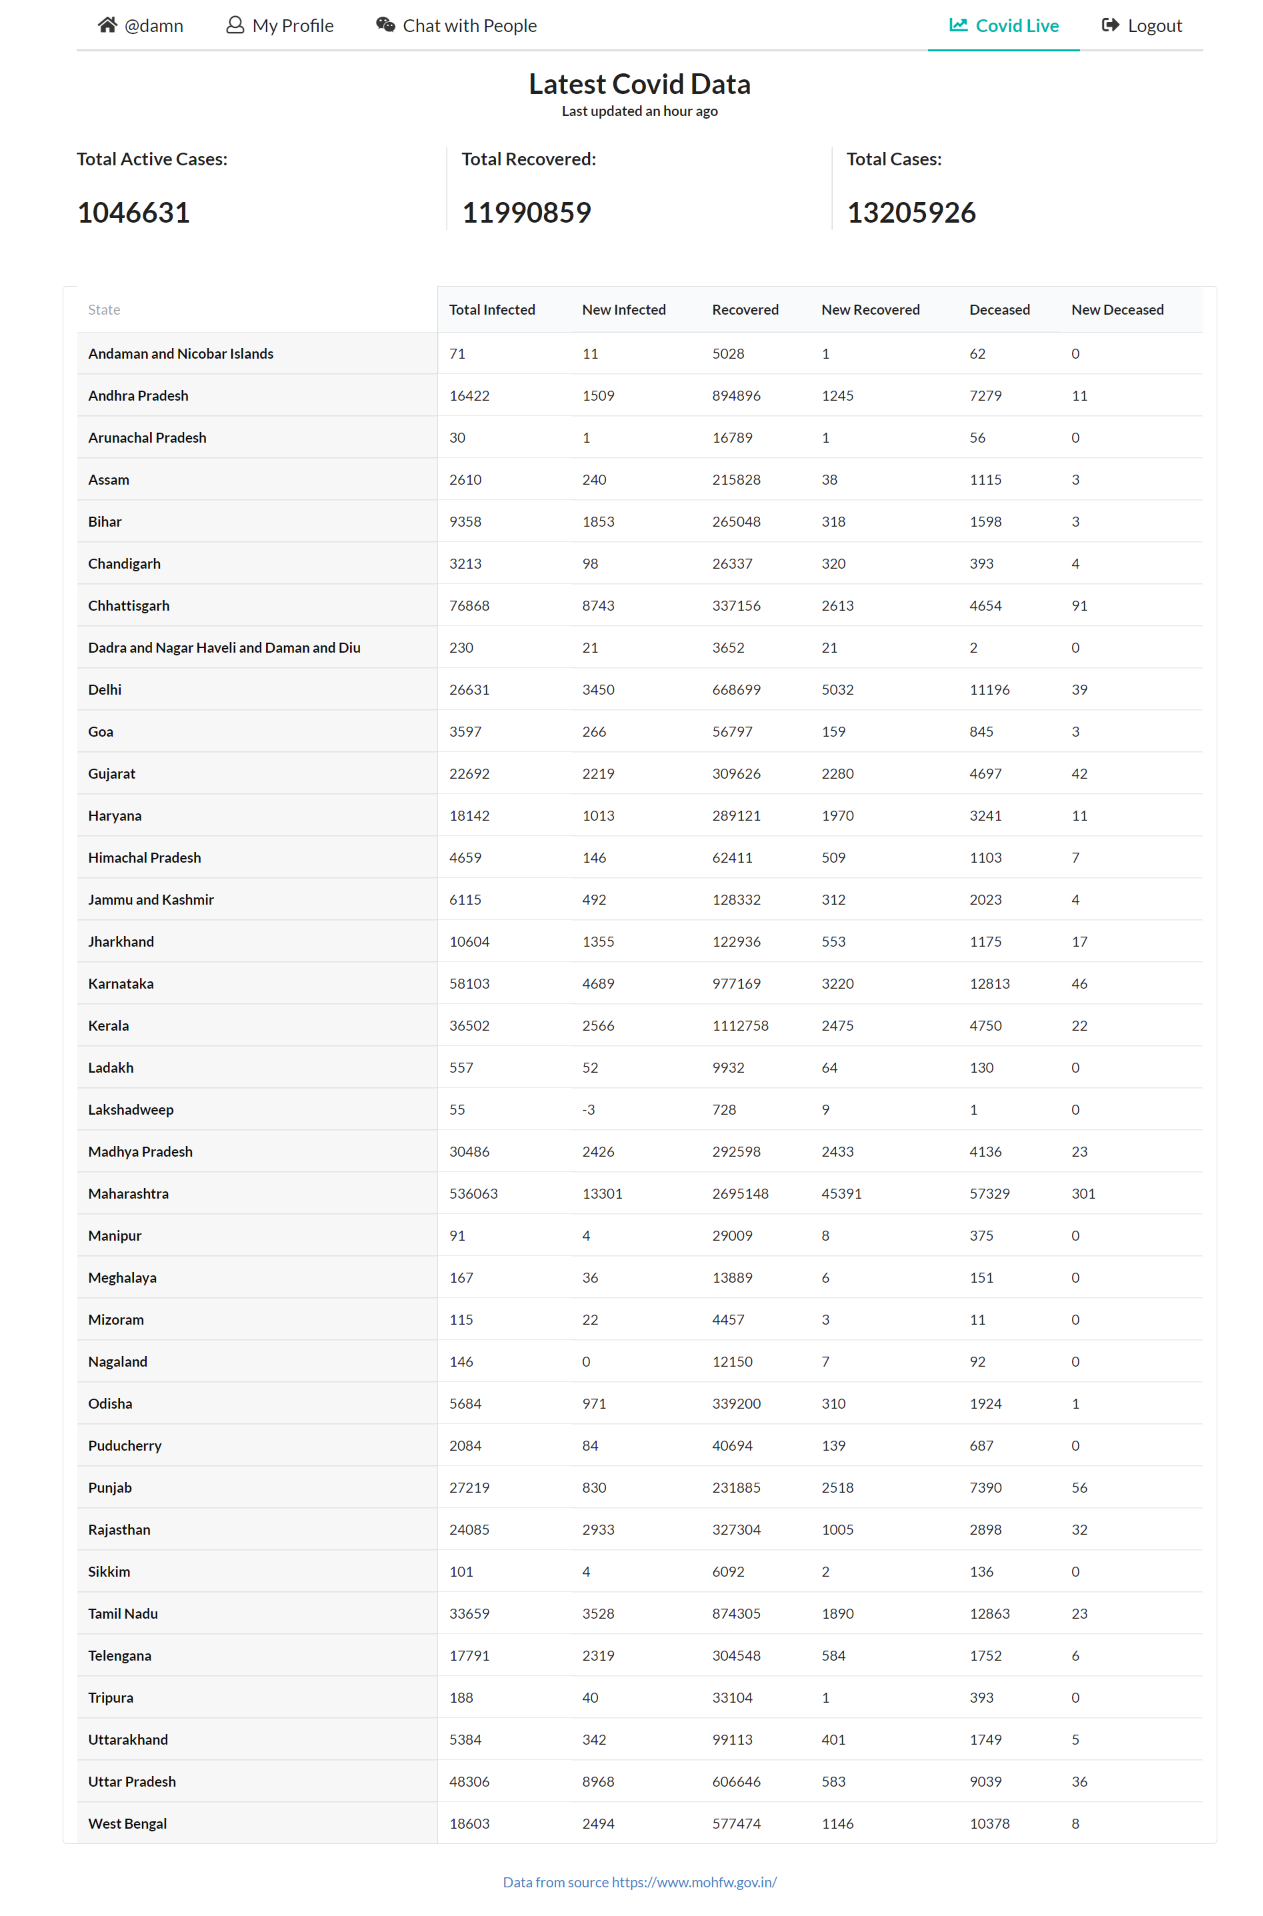 @damn My Profile Chat with People Covid Live Logout
Latest Covid Data
Last updated an hour ago
Total Active Cases: Total Recovered: Total Cases:
1046631 11990859 13205926
State Total Infected New Infected Recovered New Recovered Deceased New Deceased
Andaman and Nicobar Islands 71 11 5028 1 62 0
Andhra Pradesh 16422 1509 894896 1245 7279 11
Arunachal Pradesh 30 1 16789 1 56 0
Assam 2610 240 215828 38 1115 3
Bihar 9358 1853 265048 318 1598 3
Chandigarh 3213 98 26337 320 393 4
Chhattisgarh 76868 8743 337156 2613 4654 91
Dadra and Nagar Haveli and Daman and Diu 230 21 3652 21 2 0
Delhi 26631 3450 668699 5032 11196 39
Goa 3597 266 56797 159 845 3
Gujarat 22692 2219 309626 2280 4697 42
Haryana 18142 1013 289121 1970 3241 11
Himachal Pradesh 4659 146 62411 509 1103 7
Jammu and Kashmir 6115 492 128332 312 2023 4
Jharkhand 10604 1355 122936 553 1175 17
Karnataka 58103 4689 977169 3220 12813 46
Kerala 36502 2566 1112758 2475 4750 22
Ladakh 557 52 9932 64 130 0
Lakshadweep 55 -3 728 9 1 0
Madhya Pradesh 30486 2426 292598 2433 4136 23
Maharashtra 536063 13301 2695148 45391 57329 301
Manipur 91 4 29009 8 375 0
Meghalaya 167 36 13889 6 151 0
Mizoram 115 22 4457 3 11 0
Nagaland 146 0 12150 7 92 0
Odisha 5684 971 339200 310 1924 1
Puducherry 2084 84 40694 139 687 0
Punjab 27219 830 231885 2518 7390 56
Rajasthan 24085 2933 327304 1005 2898 32
Sikkim 101 4 6092 2 136 0
Tamil Nadu 33659 3528 874305 1890 12863 23
Telengana 17791 2319 304548 584 1752 6
Tripura 188 40 33104 1 393 0
Uttarakhand 5384 342 99113 401 1749 5
Uttar Pradesh 48306 8968 606646 583 9039 36
West Bengal 18603 2494 577474 1146 10378 8
Data from source https://www.mohfw.gov.in/